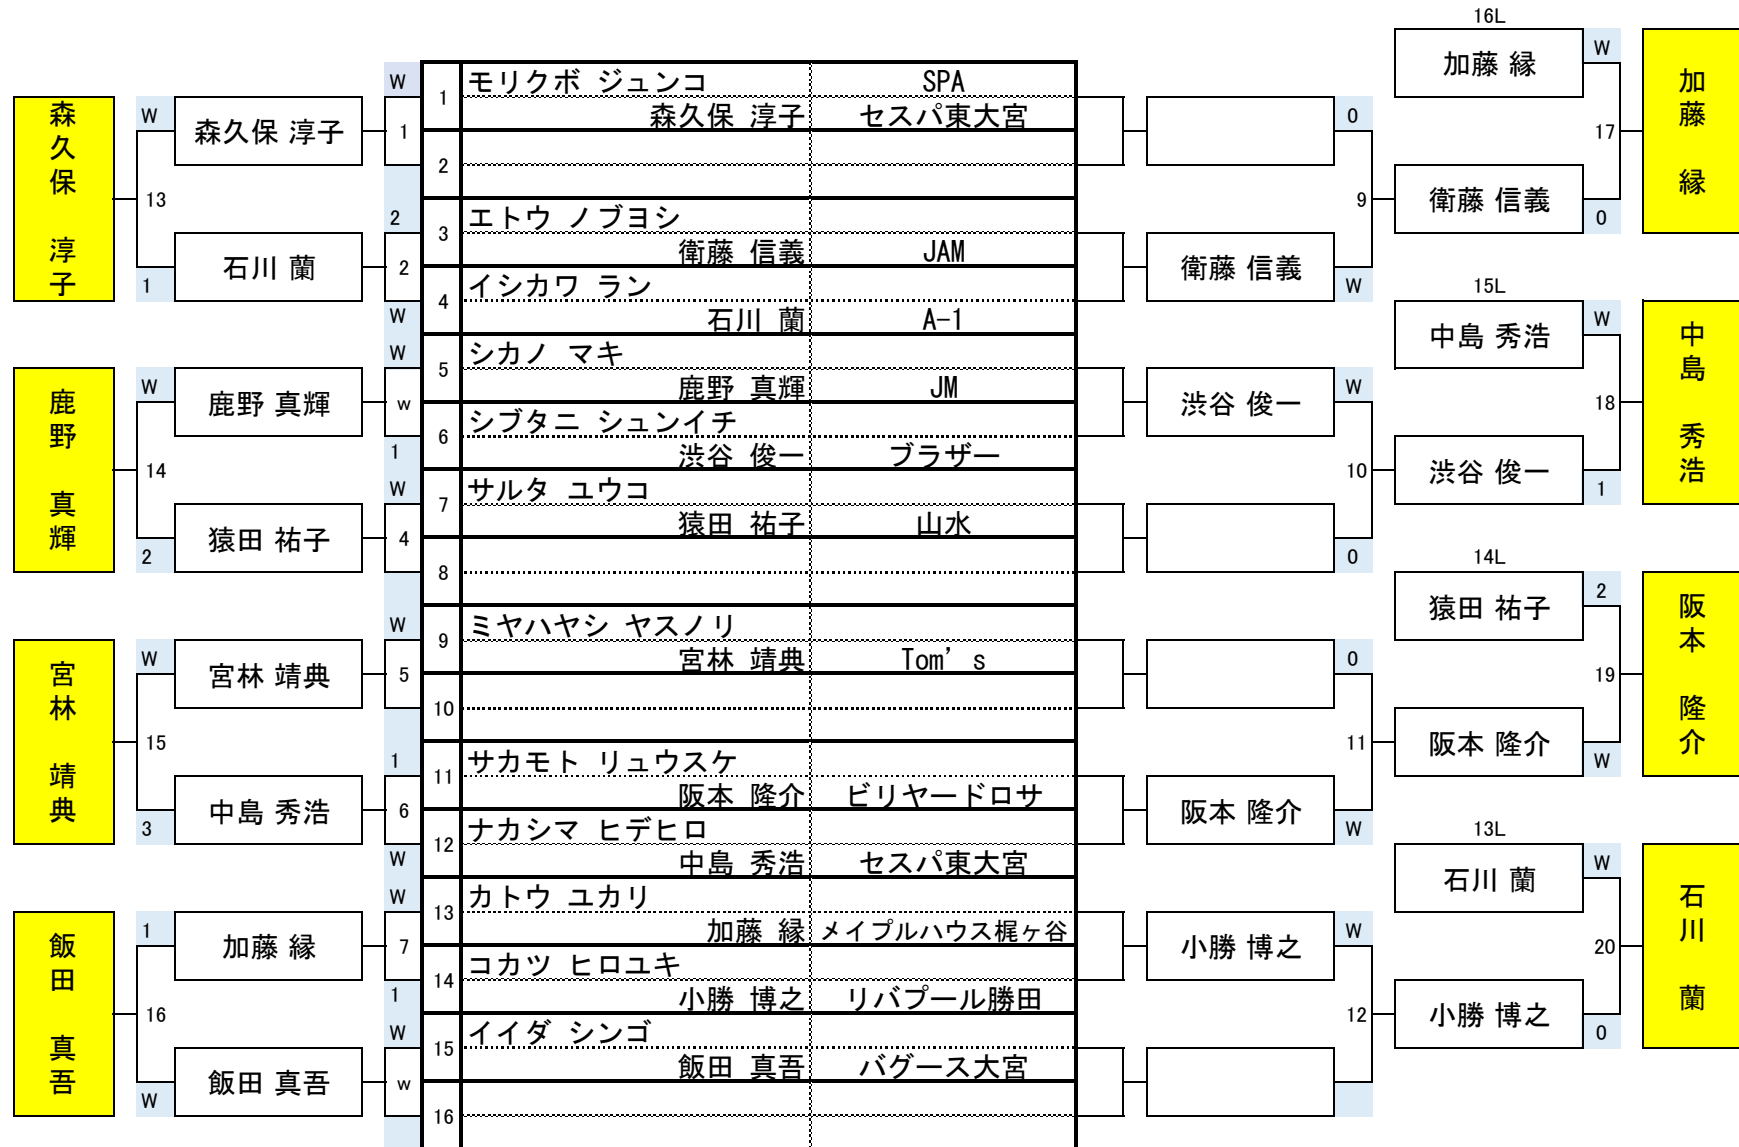 16L
加藤 縁
W
加藤 縁
17
衛藤 信義
0
森久保 淳子
W
森久保 淳子
13
石川 蘭
1
W
1
2
2
W
1
モリクボ ジュンコ
SPA
森久保 淳子
セスパ東大宮
2
3
エトウ ノブヨシ
衛藤 信義
JAM
4
イシカワ ラン
石川 蘭
A-1
0
9
衛藤 信義
W
15L
中島 秀浩
W
中島 秀浩
18
渋谷 俊一
1
鹿野 真輝
W
鹿野 真輝
14
猿田 祐子
2
W
w
1
W
4
5
シカノ マキ
鹿野 真輝
JM
6
シブタニ シュンイチ
渋谷 俊一
ブラザー
7
サルタ ユウコ
猿田 祐子
山水
8
渋谷 俊一
W
10
0
14L
猿田 祐子
2
阪本 隆介
19
阪本 隆介
W
宮林 靖典
W
宮林 靖典
15
中島 秀浩
3
W
5
1
6
W
9
ミヤハヤシ ヤスノリ
宮林 靖典
Tom's
10
11
サカモト リュウスケ
阪本 隆介
ビリヤードロサ
12
ナカシマ ヒデヒロ
中島 秀浩
セスパ東大宮
0
11
阪本 隆介
W
13L
石川 蘭
W
石川 蘭
20
小勝 博之
0
飯田 真吾
1
加藤 縁
16
飯田 真吾
W
W
7
1
W
w
13
カトウ ユカリ
加藤 縁
メイプルハウス梶ヶ谷
14
コカツ ヒロユキ
小勝 博之
リバプール勝田
15
イイダ シンゴ
飯田 真吾
バグース大宮
16
小勝 博之
W
12